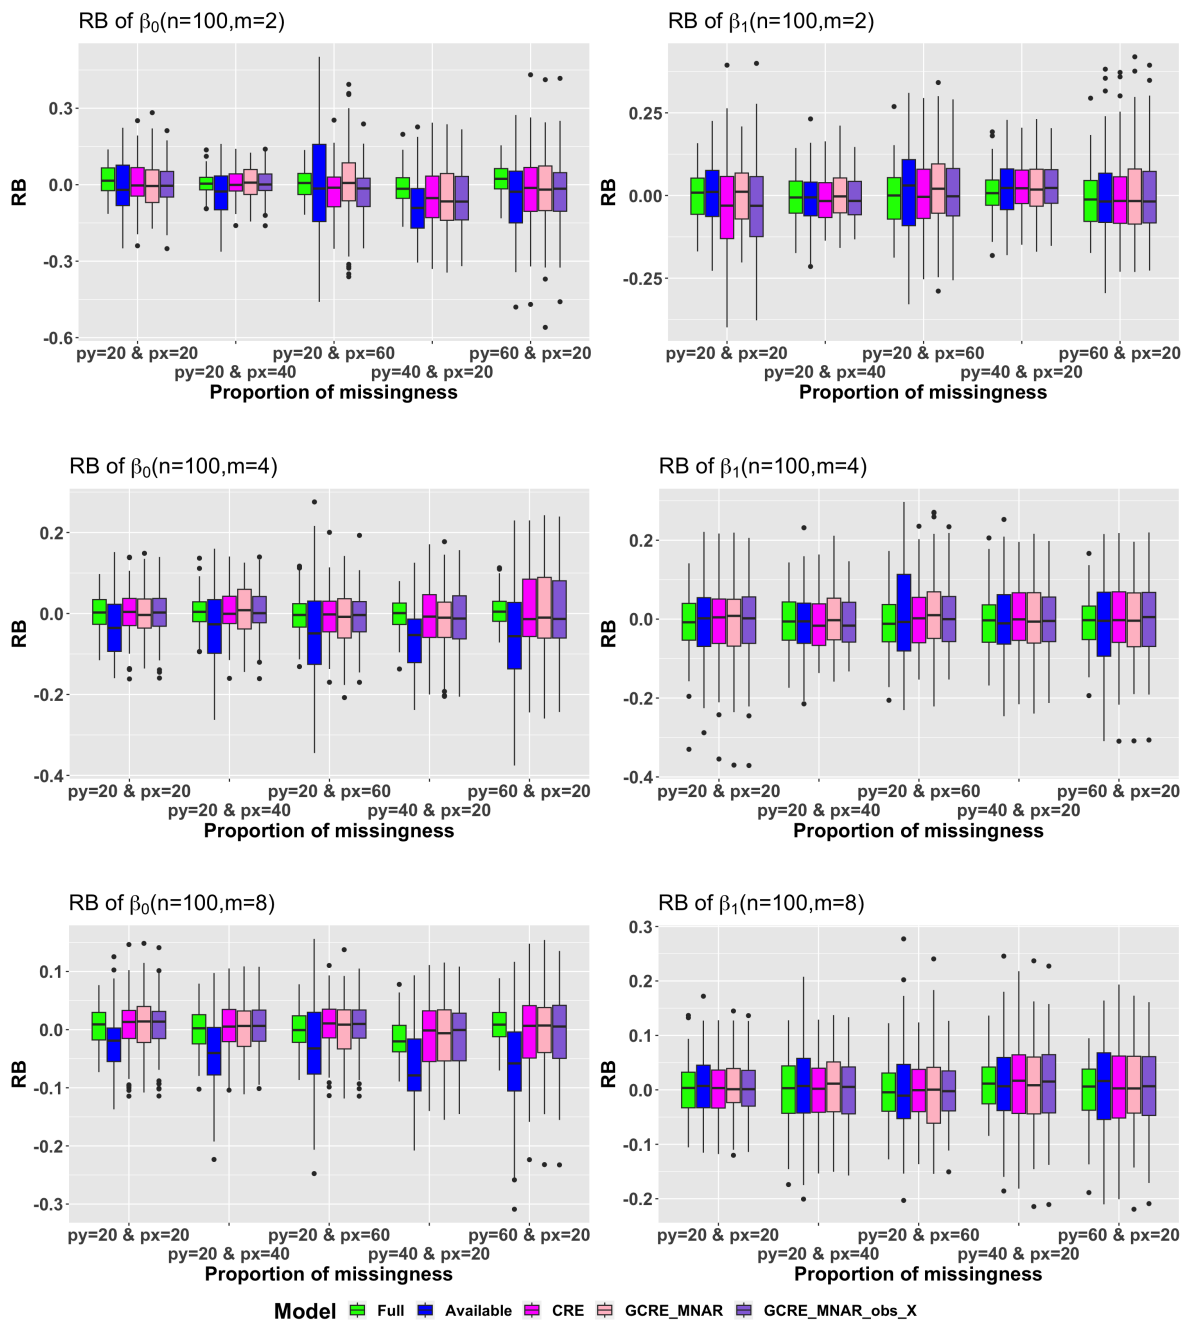 RB of β0(n=100,m=2)
0.3
0.0
-0.3
-0.6
RB
py=20 & px=20 py=20 & px=60 py=60 & px=20
py=20 & px=40 py=40 & px=20
Proportion of missingness
RB of β1(n=100,m=2)
0.25
0.00
-0.25
RB
py=20 & px=20 py=20 & px=60 py=60 & px=20
py=20 & px=40 py=40 & px=20
Proportion of missingness
RB of β0(n=100,m=4)
0.2
0.0
-0.2
-0.4
RB
py=20 & px=20 py=20 & px=60 py=60 & px=20
py=20 & px=40 py=40 & px=20
Proportion of missingness
RB of β1(n=100,m=4)
0.2
0.0
-0.2
-0.4
RB
py=20 & px=20 py=20 & px=60 py=60 & px=20
py=20 & px=40 py=40 & px=20
Proportion of missingness
RB of β0(n=100,m=8)
0.1
0.0
-0.1
-0.2
-0.3
RB
py=20 & px=20 py=20 & px=60 py=60 & px=20
py=20 & px=40 py=40 & px=20
Proportion of missingness
RB of β1(n=100,m=8)
0.3
0.2
0.1
0.0
-0.1
-0.2
RB
py=20 & px=20 py=20 & px=60 py=60 & px=20
py=20 & px=40 py=40 & px=20
Proportion of missingness
Model Full Available CRE GCRE_MNAR GCRE_MNAR_obs_X